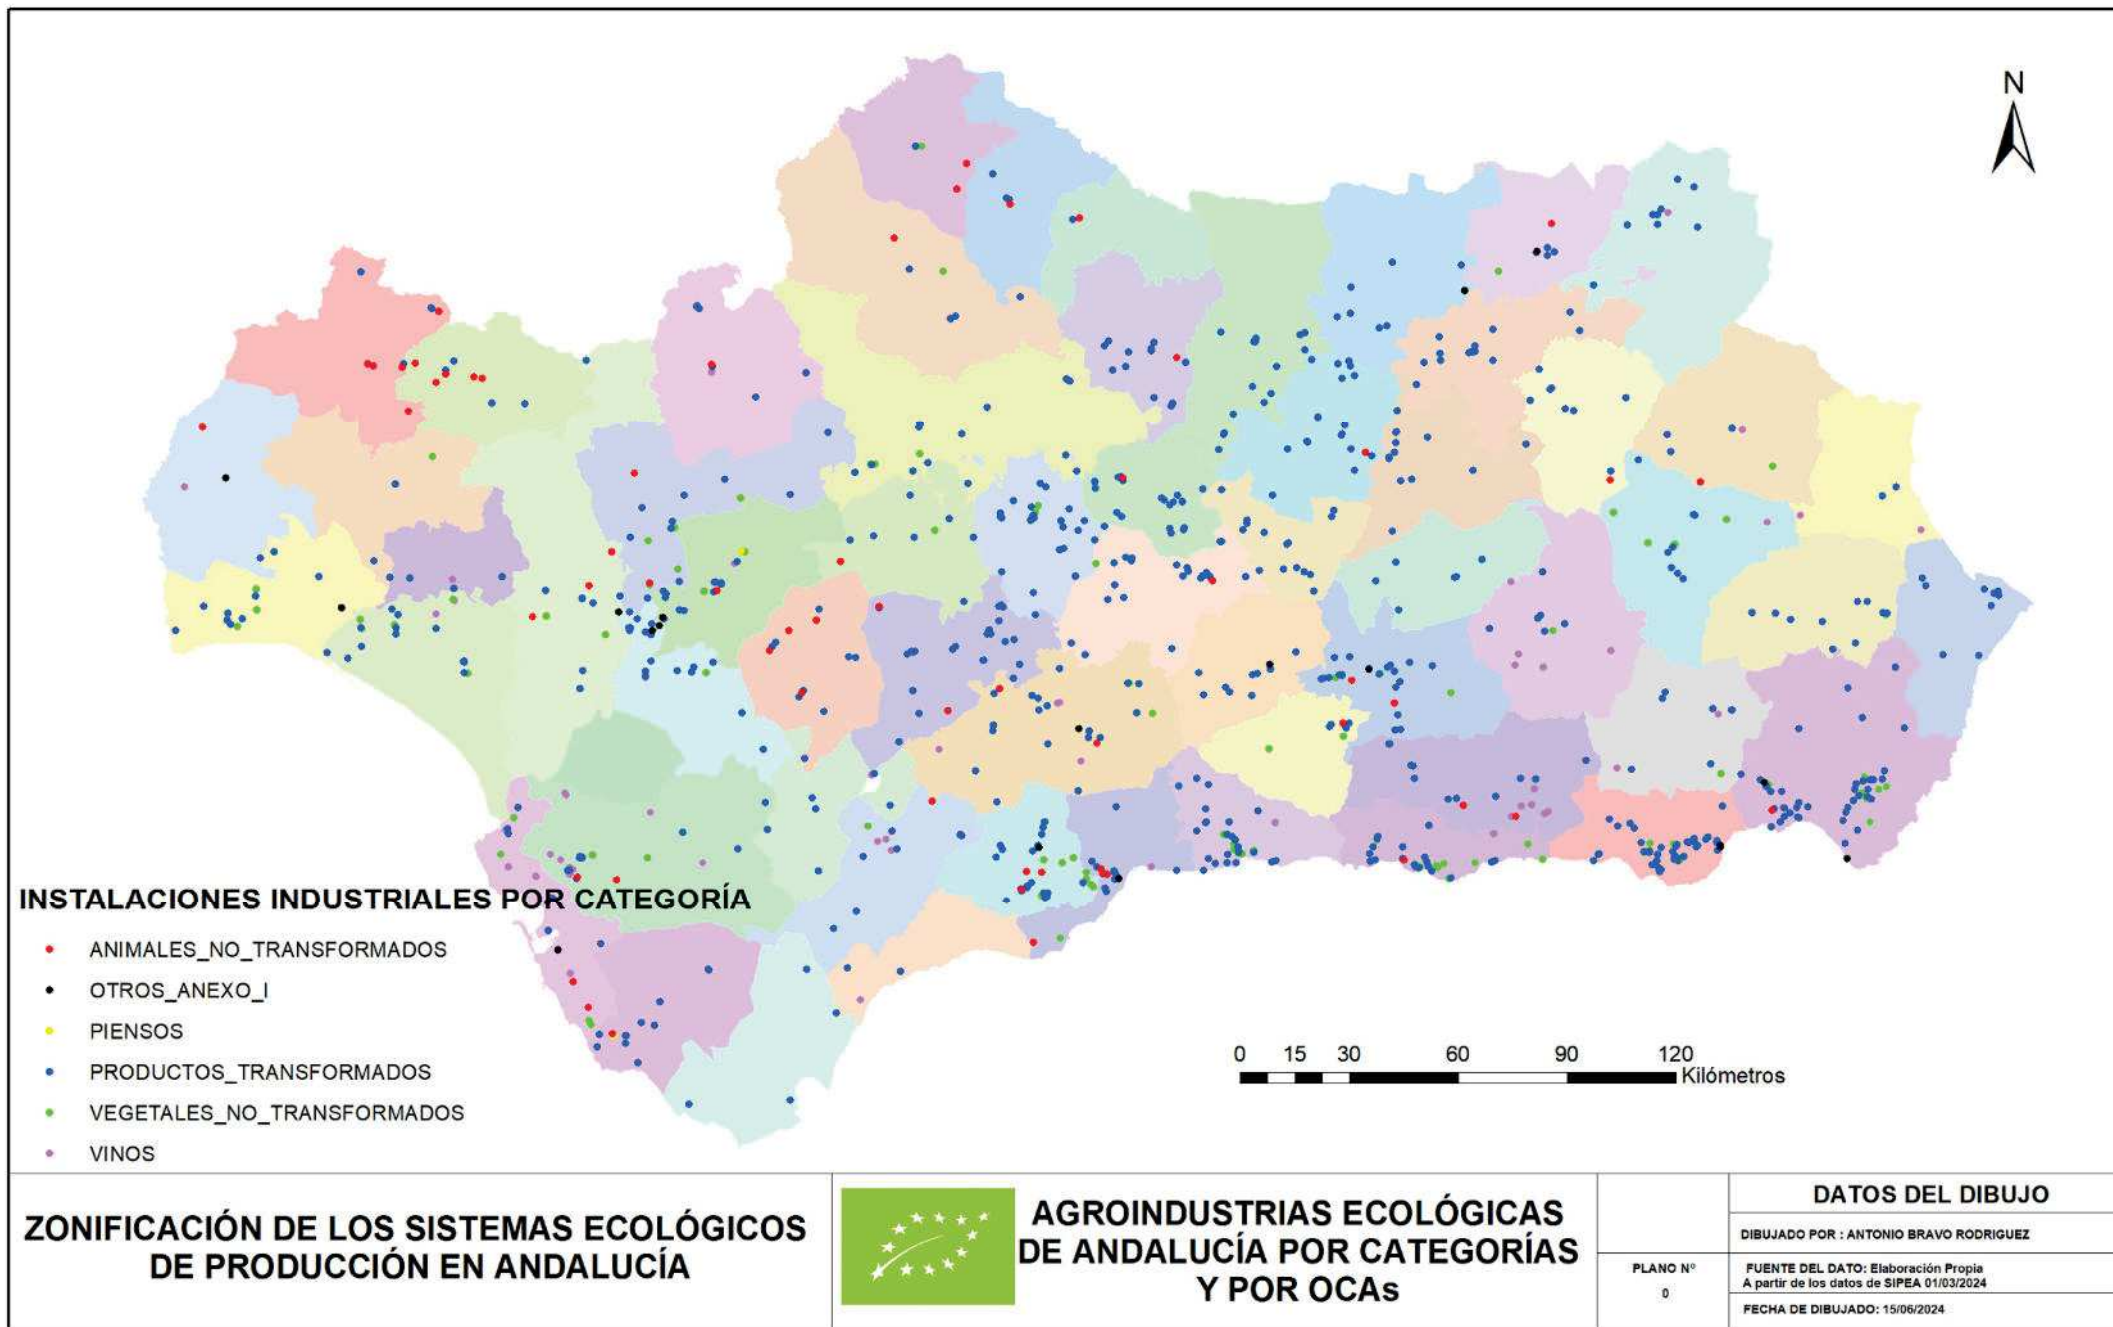 N
INSTALACIONES INDUSTRIALES POR CATEGORÍA
ANIMALES_NO_TRANSFORMADOS
OTROS_ANEXO_I
PIENSOS
PRODUCTOS_TRANSFORMADOS
VEGETALES_NO_TRANSFORMADOS
VINOS
0 15 30 60 90 120
Kilómetros
ZONIFICACIÓN DE LOS SISTEMAS ECOLÓGICOS
DE PRODUCCIÓN EN ANDALUCÍA
AGROINDUSTRIAS ECOLÓGICAS
DE ANDALUCÍA POR CATEGORÍAS
Y POR OCAs
PLANO Nº
0
DATOS DEL DIBUJO
DIBUJADO POR : ANTONIO BRAVO RODRIGUEZ
FUENTE DEL DATO: Elaboración Propia
A partir de los datos de SIPEA 01/03/2024
FECHA DE DIBUJADO: 15/06/2024